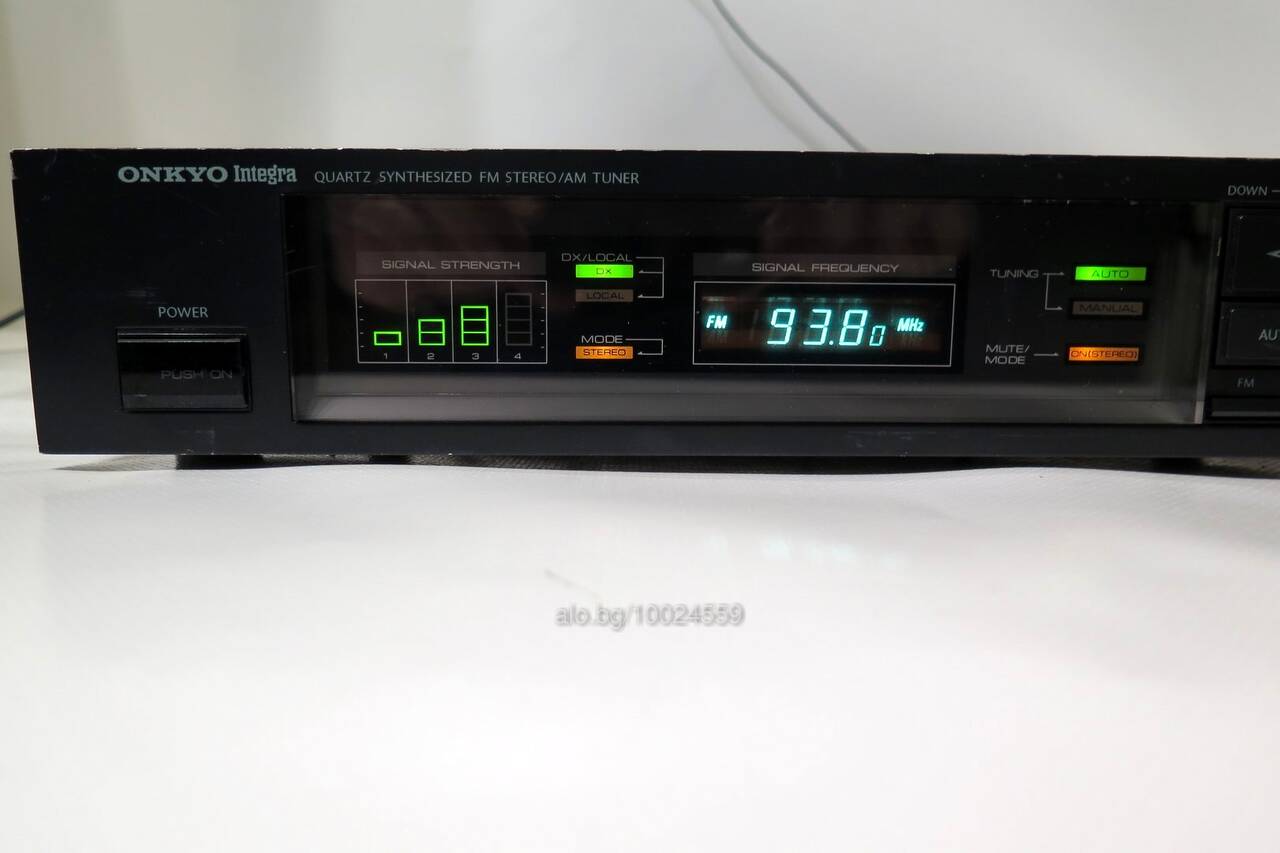 ONKYO Integra QUARTZ SYNTHESIZED FM STEREO/AM TUNER
DOWN
POWER
PUSH ON
SIGNAL STRENGTH
1 2 3 4
DX/LOCAL
DX
LOCAL
MODE
STEREO
SIGNAL FREQUENCY
FM 93.80 MHz
TUNING
AUTO
MANUAL
MUTE/
MODE
ON(STEREO)
FM
alo.bg/10024559